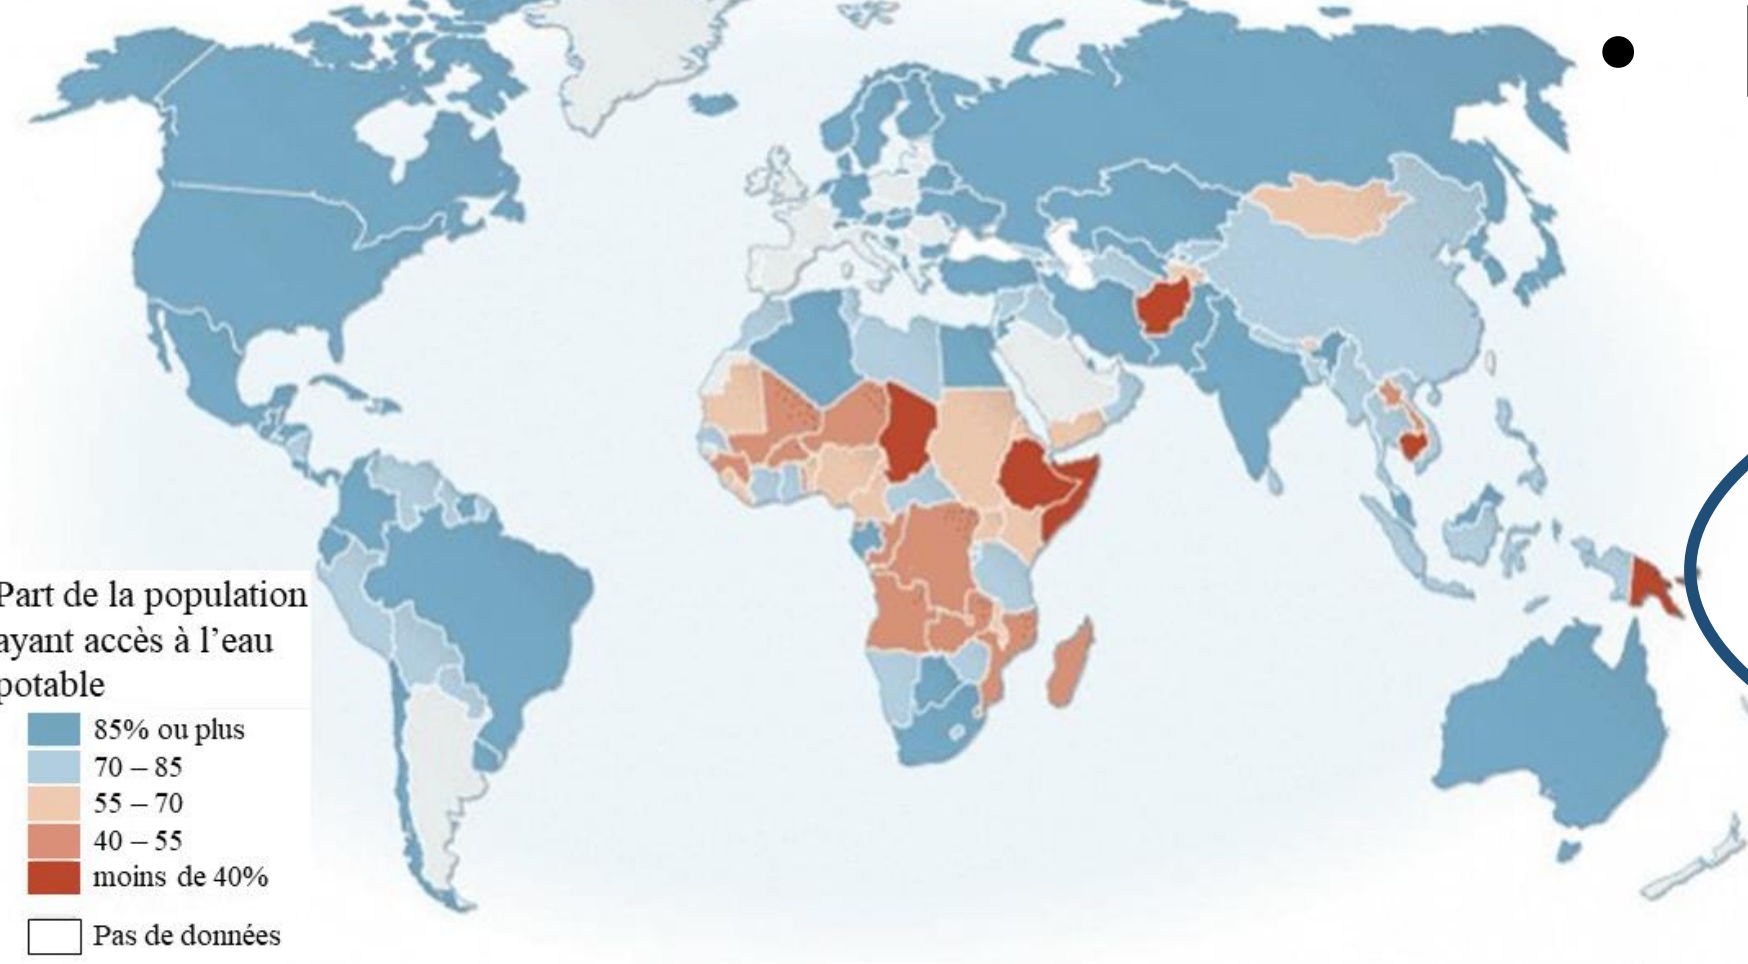 Part de la population
ayant accès à l’eau
potable
85% ou plus
70 – 85
55 – 70
40 – 55
moins de 40%
Pas de données